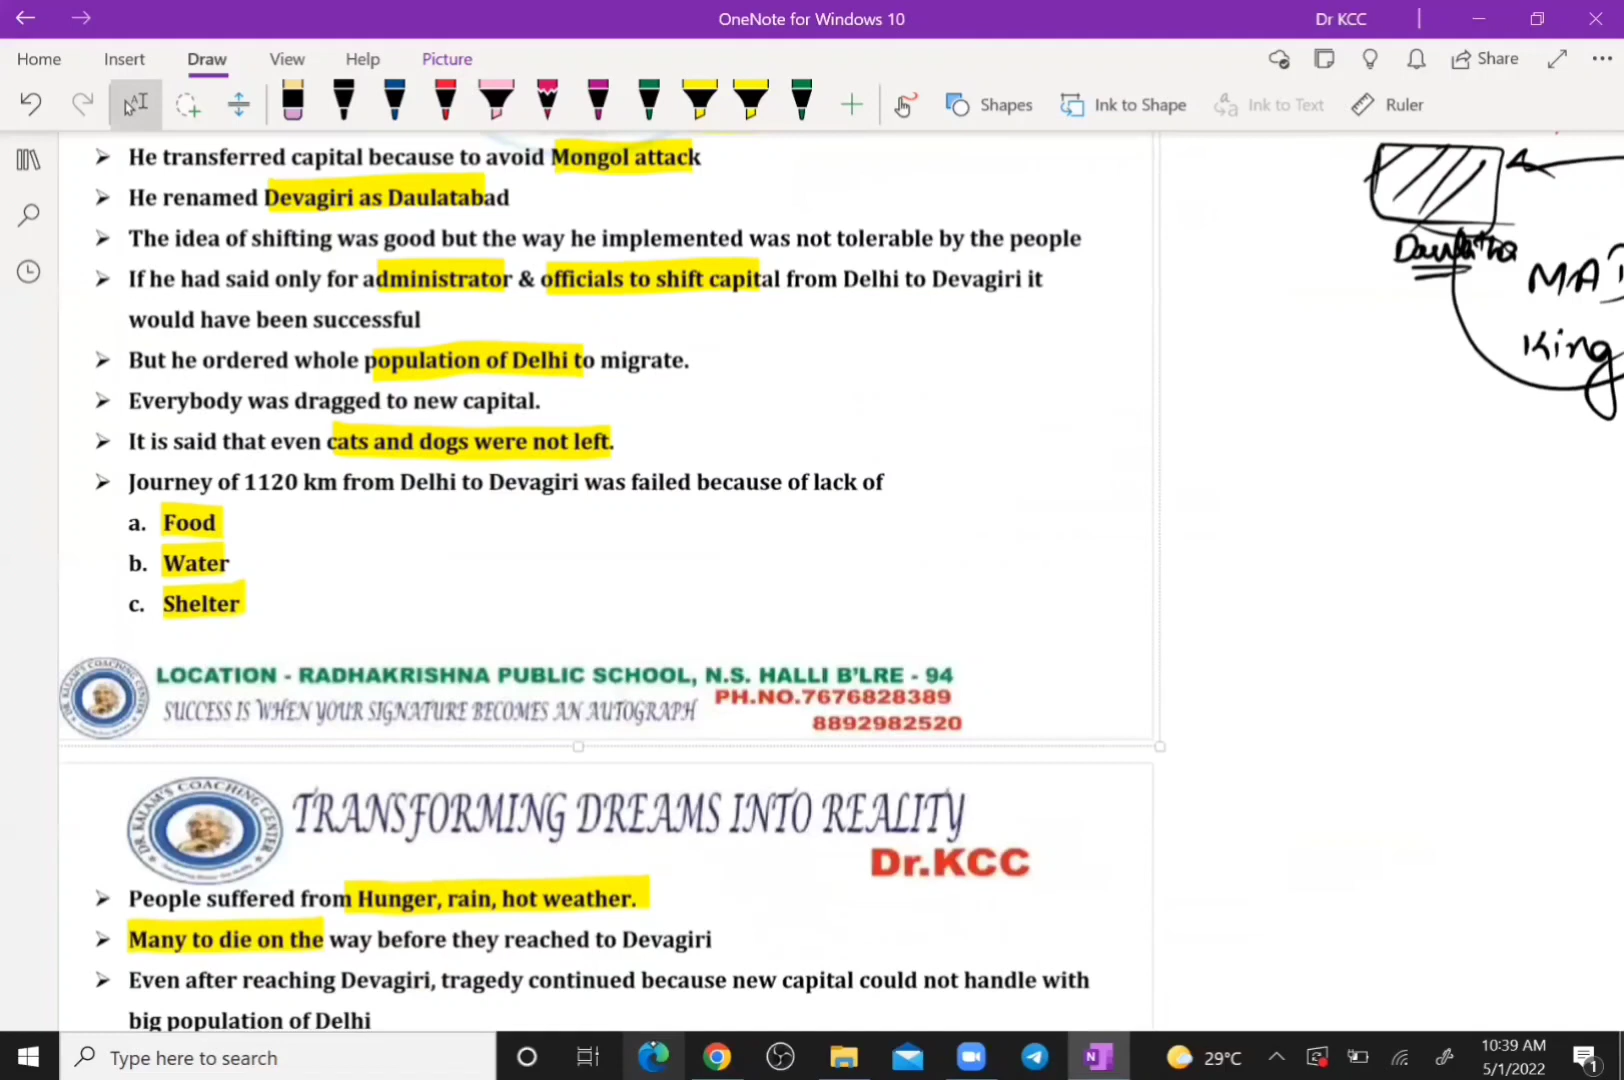 OneNote for Windows 10
Dr KCC
Home Insert Draw View Help Picture
Share
Shapes Ink to Shape Ink to Text Ruler
➢ He transferred capital because to avoid Mongol attack
➢ He renamed Devagiri as Daulatabad
➢ The idea of shifting was good but the way he implemented was not tolerable by the people
➢ If he had said only for administrator & officials to shift capital from Delhi to Devagiri it
would have been successful
➢ But he ordered whole population of Delhi to migrate.
➢ Everybody was dragged to new capital.
➢ It is said that even cats and dogs were not left.
➢ Journey of 1120 km from Delhi to Devagiri was failed because of lack of
a. Food
b. Water
c. Shelter
King
LOCATION - RADHAKRISHNA PUBLIC SCHOOL, N.S. HALLI B'LRE - 94
SUCCESS IS WHEN YOUR SIGNATURE BECOMES AN AUTOGRAPH
PH.NO.7676828389
8892982520
DR.KALAM'S COACHING CENTER
TRANSFORMING DREAMS INTO REALITY
Dr.KCC
➢ People suffered from Hunger, rain, hot weather.
➢ Many to die on the way before they reached to Devagiri
➢ Even after reaching Devagiri, tragedy continued because new capital could not handle with
big population of Delhi
Type here to search
29°C
10:39 AM
5/1/2022
1